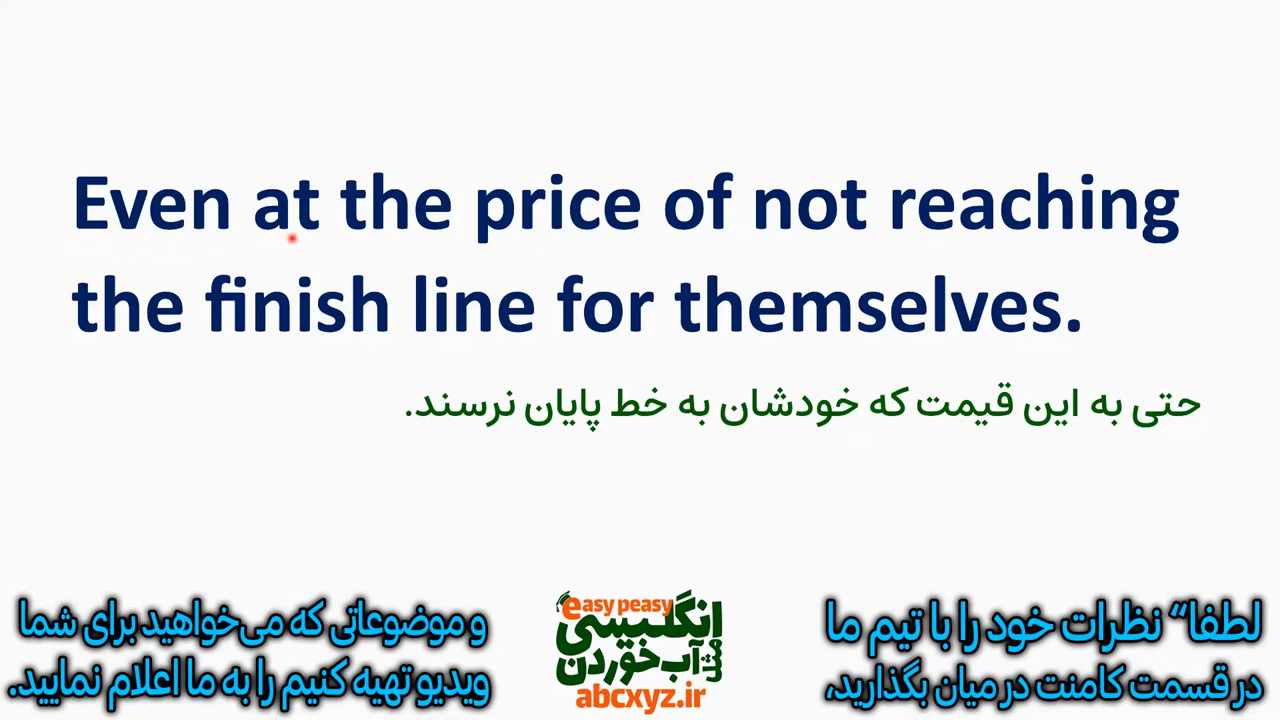 Even at the price of not reaching
the finish line for themselves.
حتی به این قیمت که خودشان به خط پایان نرسند.
لطفا“ نظرات خود را با تیم ما
در قسمت کامنت در میان بگذارید،
و موضوعاتی که می‌خواهید برای شما
ویدیو تهیه کنیم را به ما اعلام نمایید.
easy peasy
انگلیسی
مثل آب خوردن
abcxyz.ir